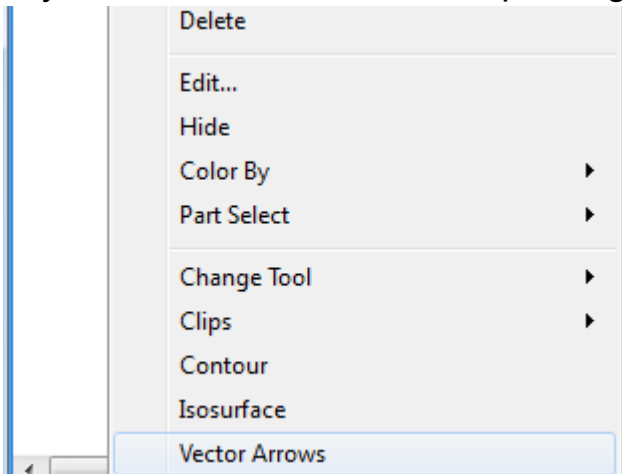 Delete
Edit...
Hide
Color By
Part Select
Change Tool
Clips
Contour
Isosurface
Vector Arrows